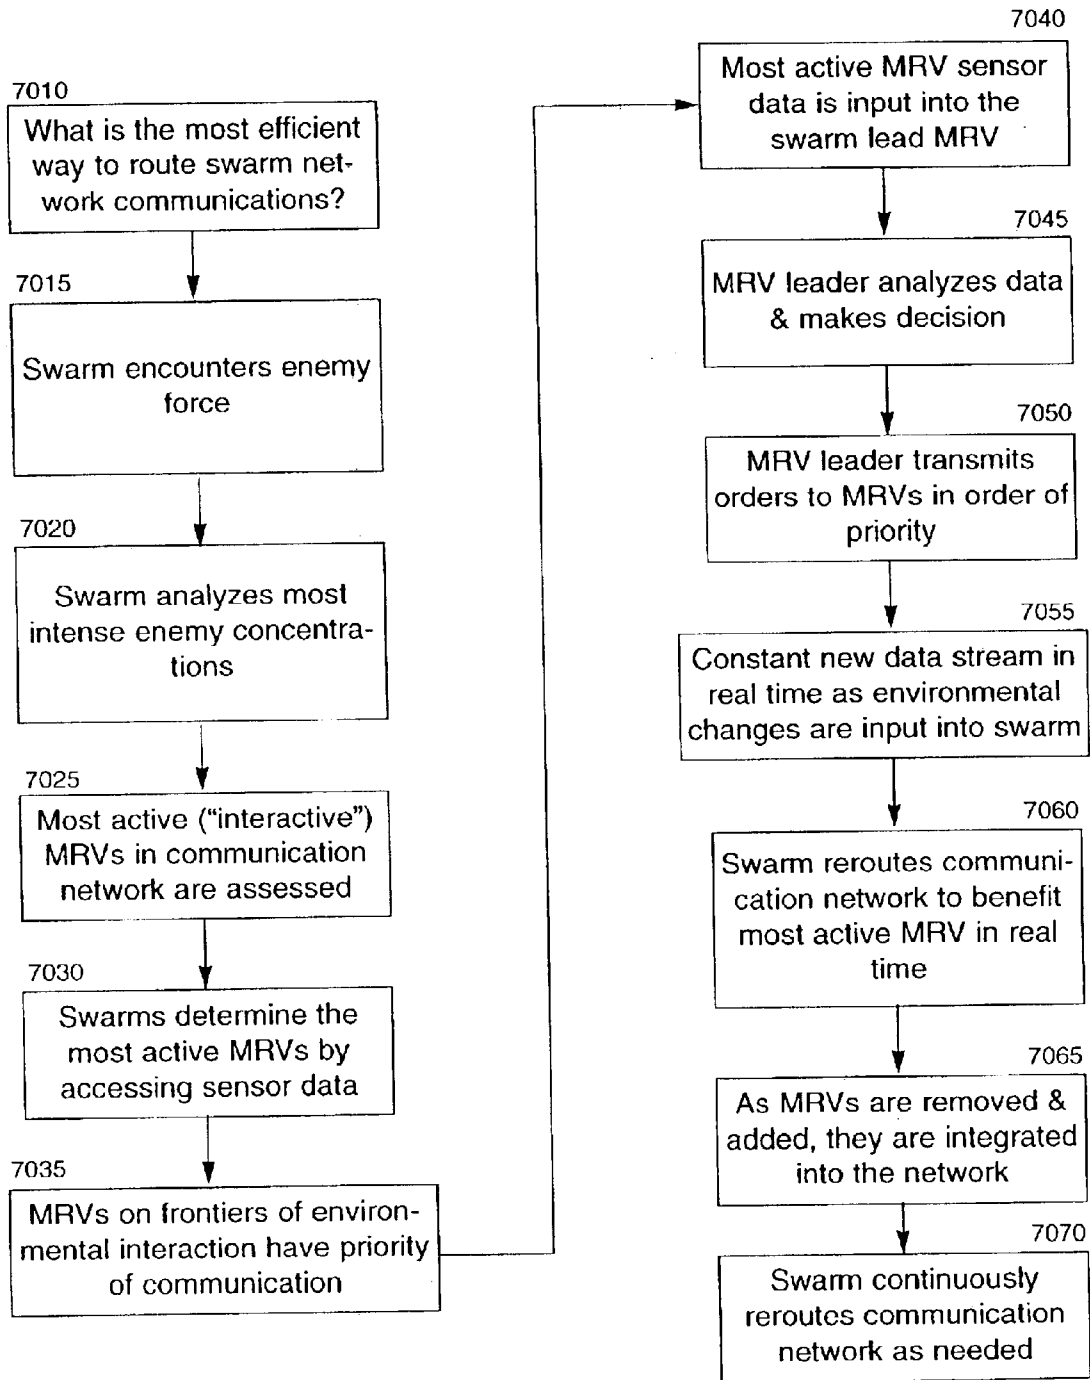 7010
What is the most efficient
way to route swarm net-
work communications?
7015
Swarm encounters enemy
force
7020
Swarm analyzes most
intense enemy concentra-
tions
7025
Most active (“interactive”)
MRVs in communication
network are assessed
7030
Swarms determine the
most active MRVs by
accessing sensor data
7035
MRVs on frontiers of environ-
mental interaction have priority
of communication
7040
Most active MRV sensor
data is input into the
swarm lead MRV
7045
MRV leader analyzes data
& makes decision
7050
MRV leader transmits
orders to MRVs in order of
priority
7055
Constant new data stream in
real time as environmental
changes are input into swarm
7060
Swarm reroutes communi-
cation network to benefit
most active MRV in real
time
7065
As MRVs are removed &
added, they are integrated
into the network
7070
Swarm continuously
reroutes communication
network as needed